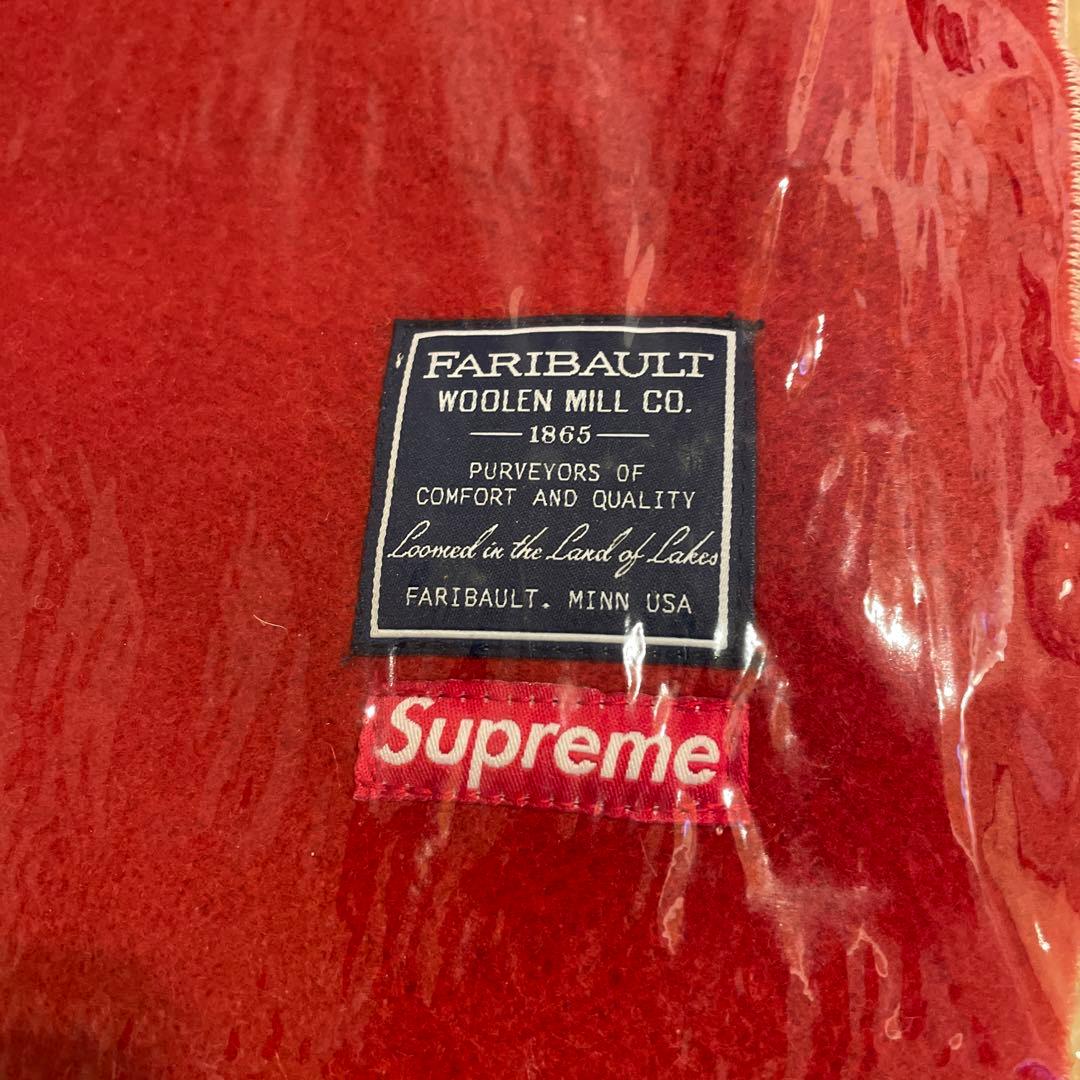 FARIBAULT
WOOLEN MILL CO.
1865
PURVEYORS OF
COMFORT AND QUALITY
Loomed in the Land of Lakes
FARIBAULT. MINN USA
Supreme